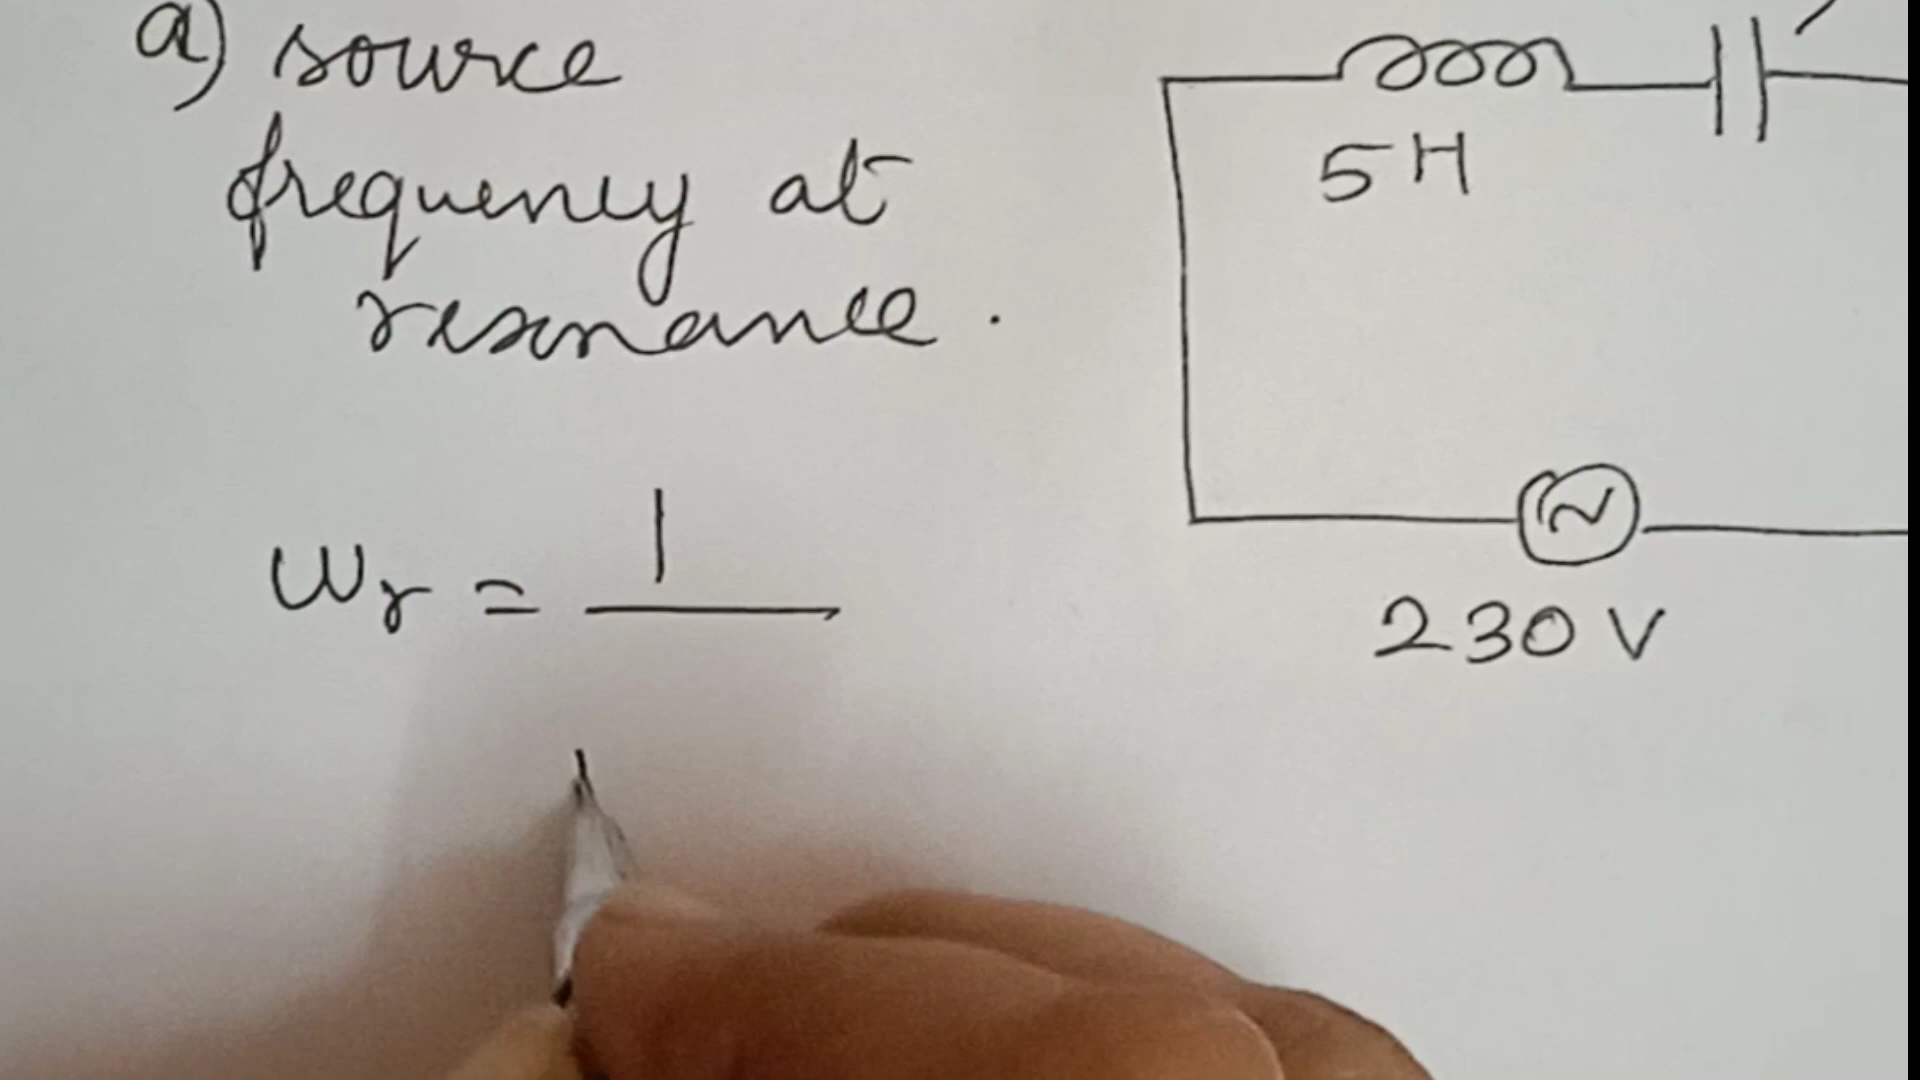 a) source
frequency at
resonance.
ωr = 1
5H
230 V